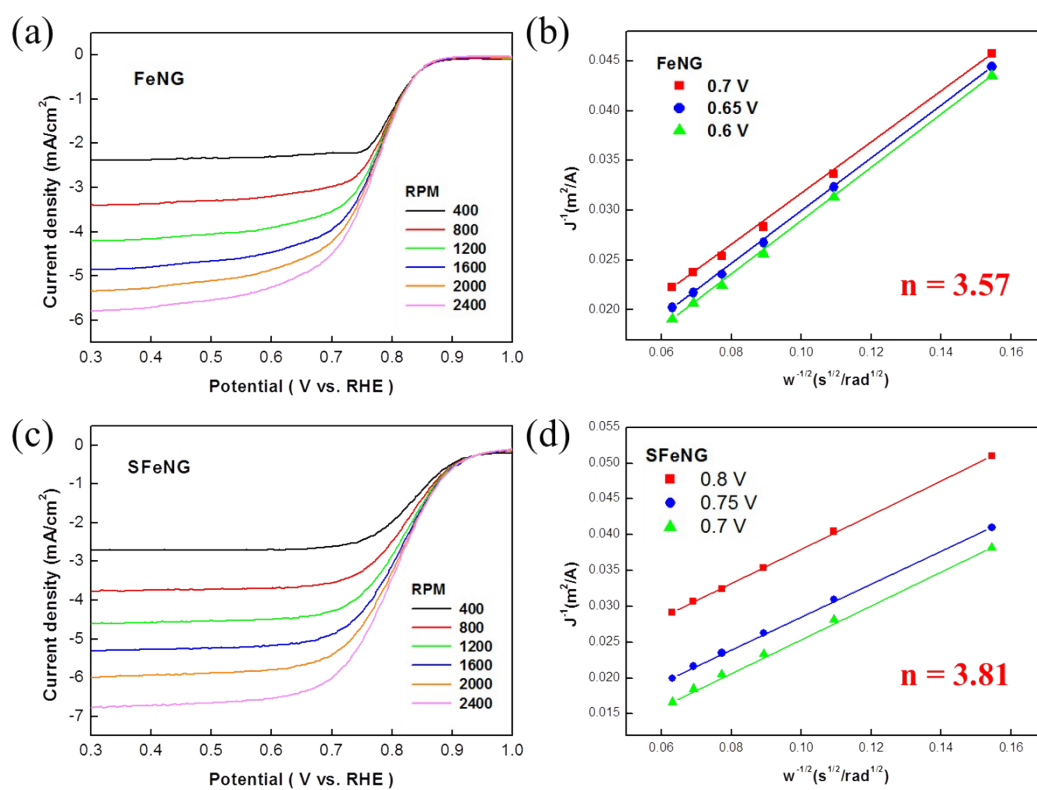 (a)
FeNG
RPM
400
800
1200
1600
2000
2400
0
-1
-2
-3
-4
-5
-6
Current density (mA/cm²)
0.3 0.4 0.5 0.6 0.7 0.8 0.9 1.0
Potential ( V vs. RHE )
(b)
FeNG
0.7 V
0.65 V
0.6 V
n = 3.57
0.045
0.040
0.035
0.030
0.025
0.020
J⁻¹(m²/A)
0.06 0.08 0.10 0.12 0.14 0.16
w⁻¹/²(s¹/²/rad¹/²)
(c)
SFeNG
RPM
400
800
1200
1600
2000
2400
0
-1
-2
-3
-4
-5
-6
-7
Current density (mA/cm²)
0.3 0.4 0.5 0.6 0.7 0.8 0.9 1.0
Potential ( V vs. RHE )
(d)
SFeNG
0.8 V
0.75 V
0.7 V
n = 3.81
0.055
0.050
0.045
0.040
0.035
0.030
0.025
0.020
0.015
J⁻¹(m²/A)
0.06 0.08 0.10 0.12 0.14 0.16
w⁻¹/²(s¹/²/rad¹/²)